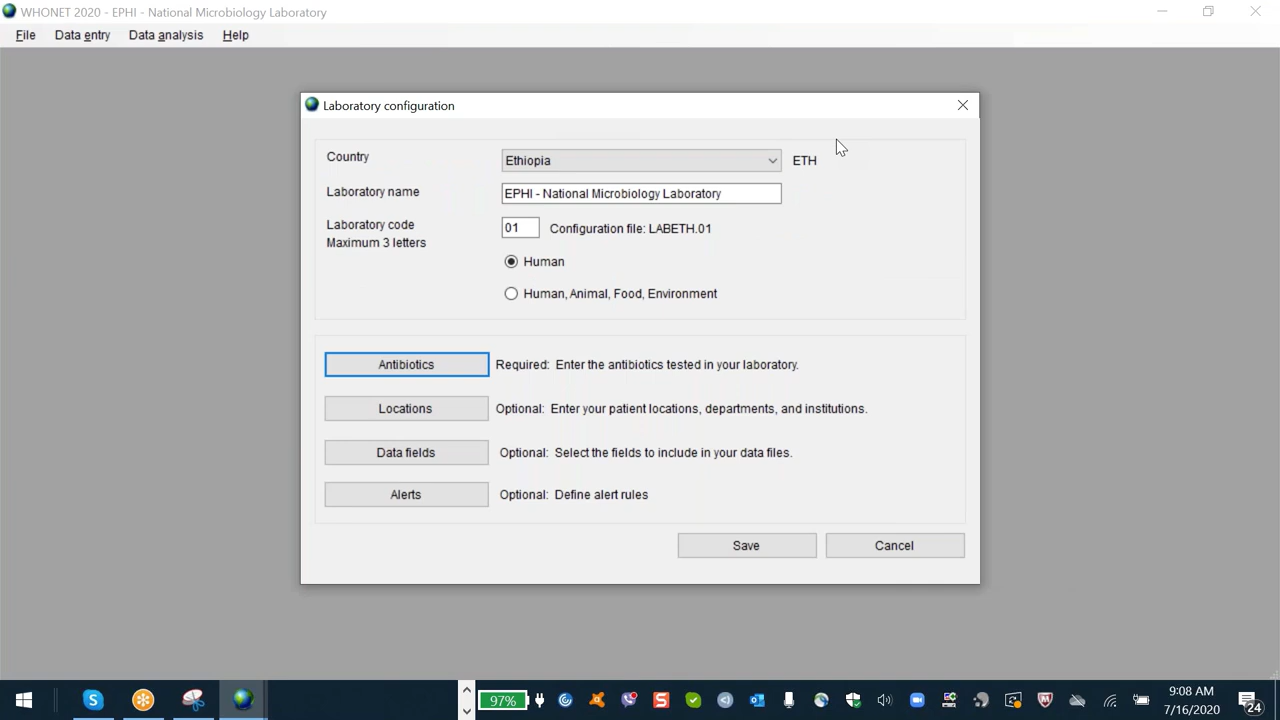 WHONET 2020 - EPHI - National Microbiology Laboratory
File Data entry Data analysis Help
Laboratory configuration
Country Ethiopia ETH
Laboratory name EPHI - National Microbiology Laboratory
Laboratory code 01 Configuration file: LABETH.01
Maximum 3 letters
Human
Human, Animal, Food, Environment
Antibiotics Required: Enter the antibiotics tested in your laboratory.
Locations Optional: Enter your patient locations, departments, and institutions.
Data fields Optional: Select the fields to include in your data files.
Alerts Optional: Define alert rules
Save Cancel
97%
9:08 AM
7/16/2020
24